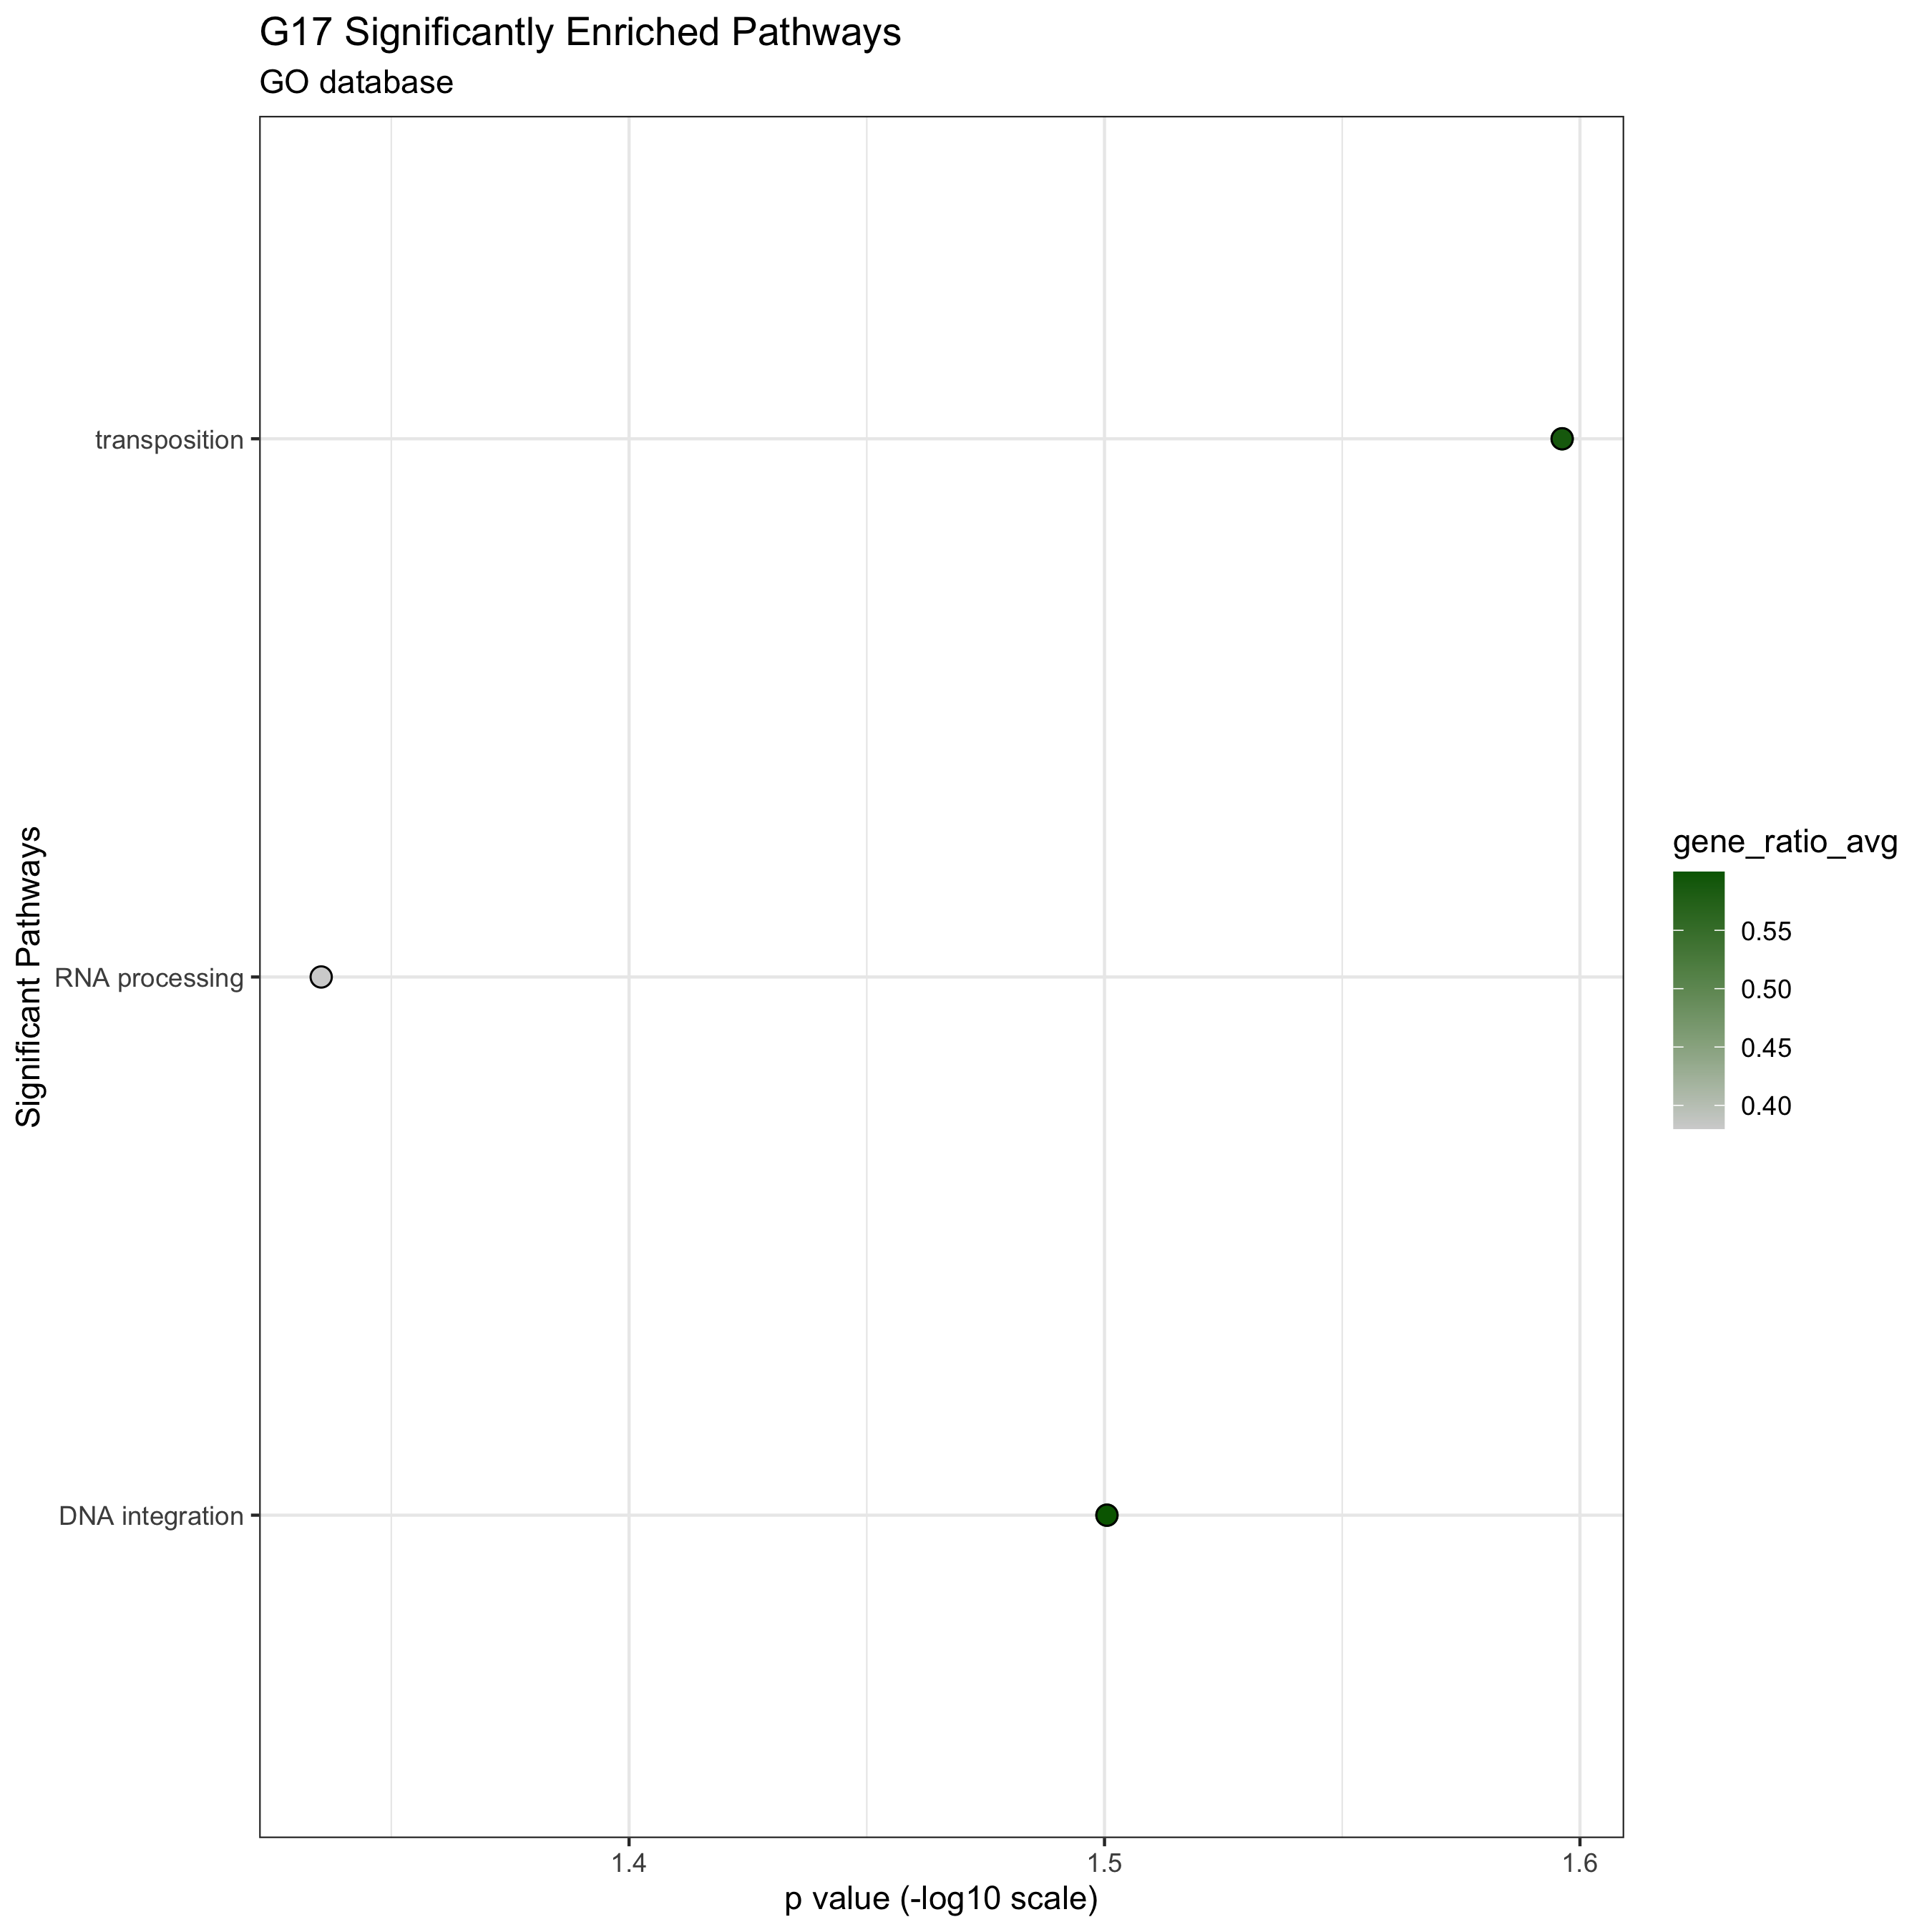 G17 Significantly Enriched Pathways
GO database
Significant Pathways
transposition
RNA processing
DNA integration
1.4
1.5
1.6
p value (-log10 scale)
gene_ratio_avg
0.55
0.50
0.45
0.40